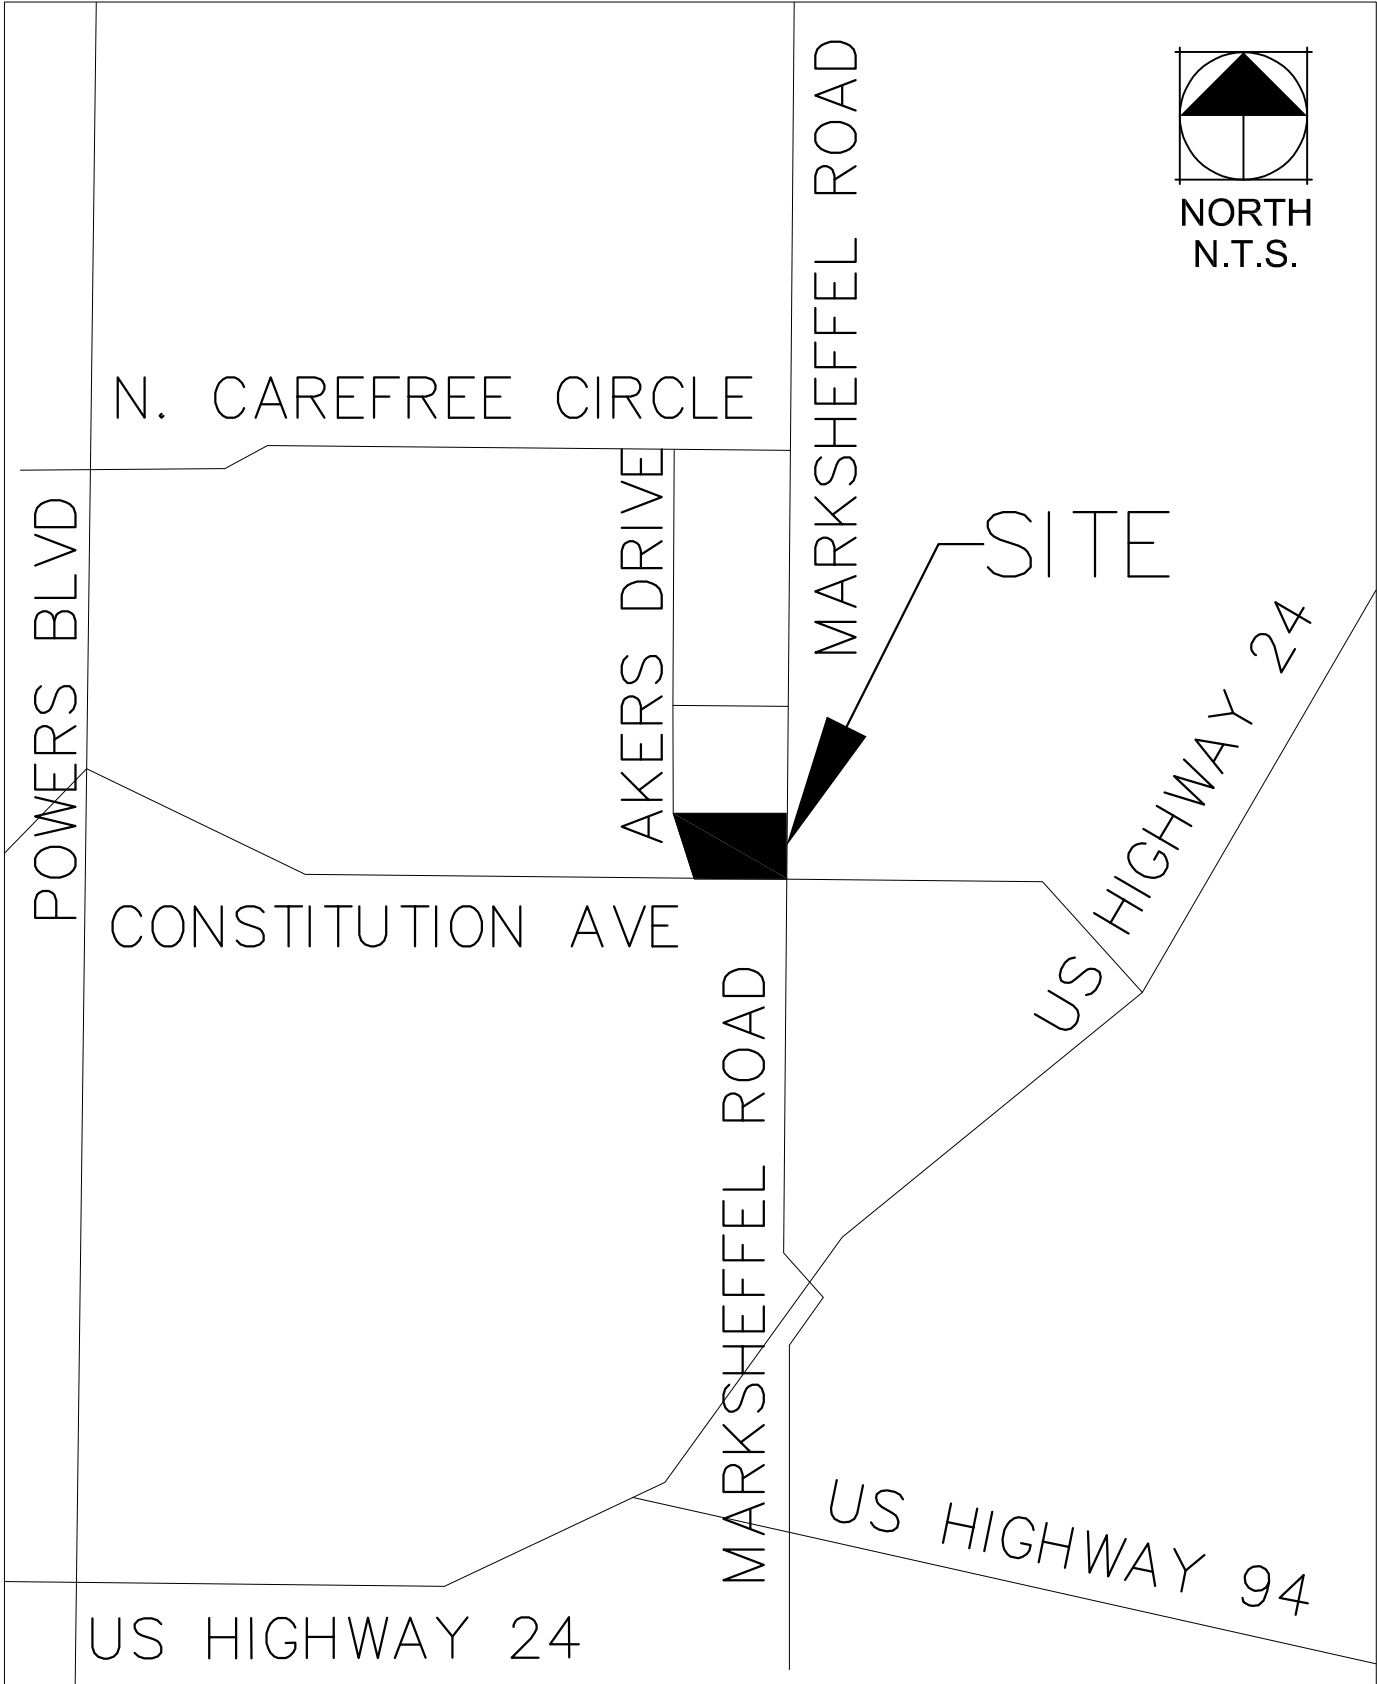 MARKSHEFFEL ROAD
NORTH
N.T.S.
N. CAREFREE CIRCLE
AKERS DRIVE
POWERS BLVD
SITE
US HIGHWAY 24
CONSTITUTION AVE
MARKSHEFFEL ROAD
US HIGHWAY 94
US HIGHWAY 24